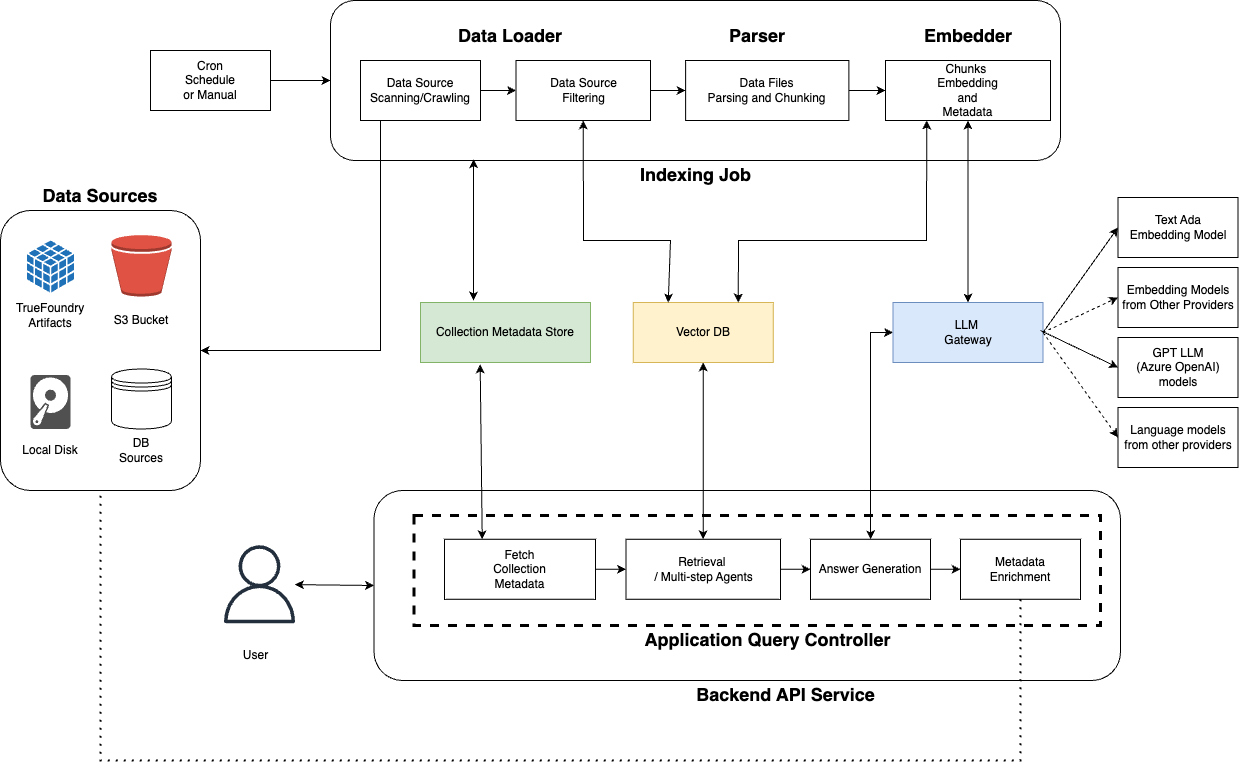 Data Loader
Parser
Embedder
Cron
Schedule
or Manual
Data Source
Scanning/Crawling
Data Source
Filtering
Data Files
Parsing and Chunking
Chunks
Embedding
and
Metadata
Indexing Job
Data Sources
TrueFoundry
Artifacts
S3 Bucket
Local Disk
DB
Sources
Collection Metadata Store
Vector DB
LLM
Gateway
Text Ada
Embedding Model
Embedding Models
from Other Providers
GPT LLM
(Azure OpenAI)
models
Language models
from other providers
Fetch
Collection
Metadata
Retrieval
/ Multi-step Agents
Answer Generation
Metadata
Enrichment
Application Query Controller
User
Backend API Service